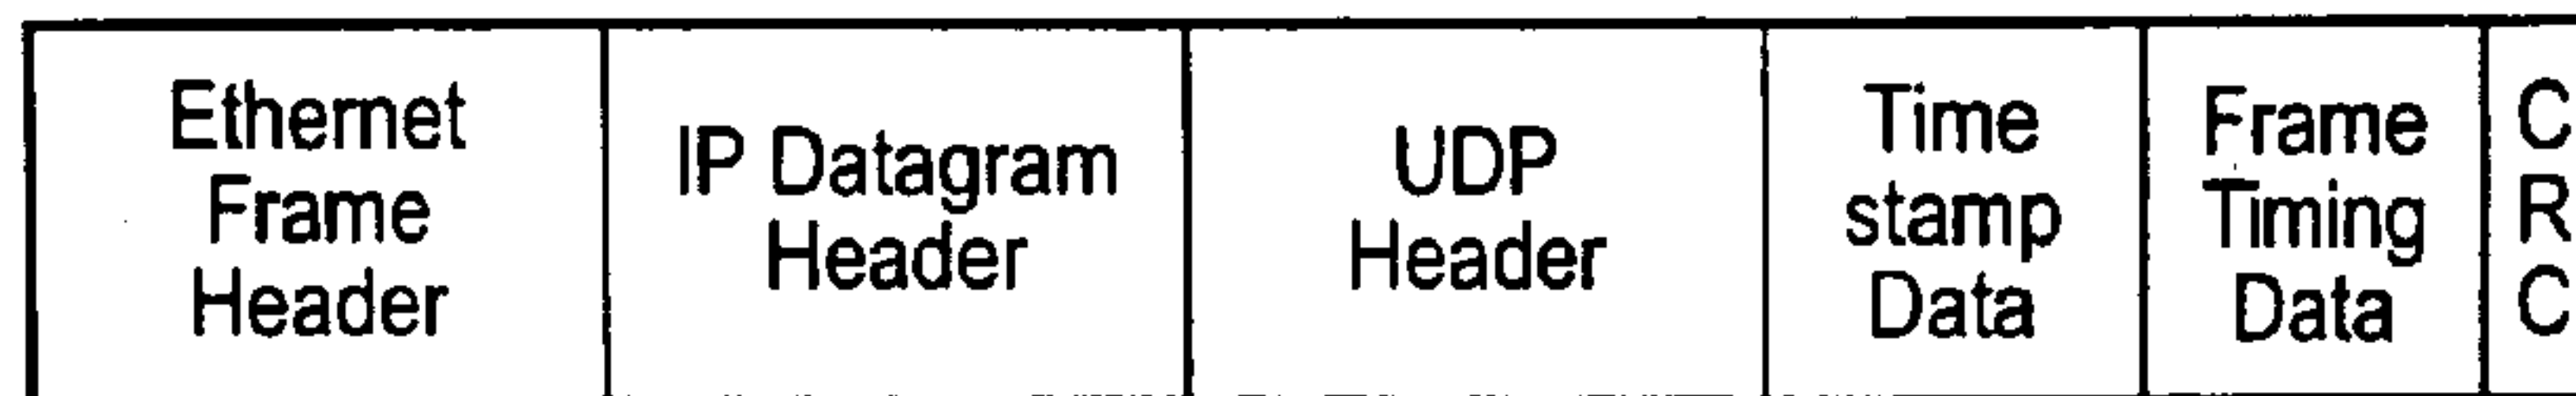 Ethernet
Frame
Header
IP Datagram
Header
UDP
Header
Time
stamp
Data
Frame
Timing
Data
C
R
C